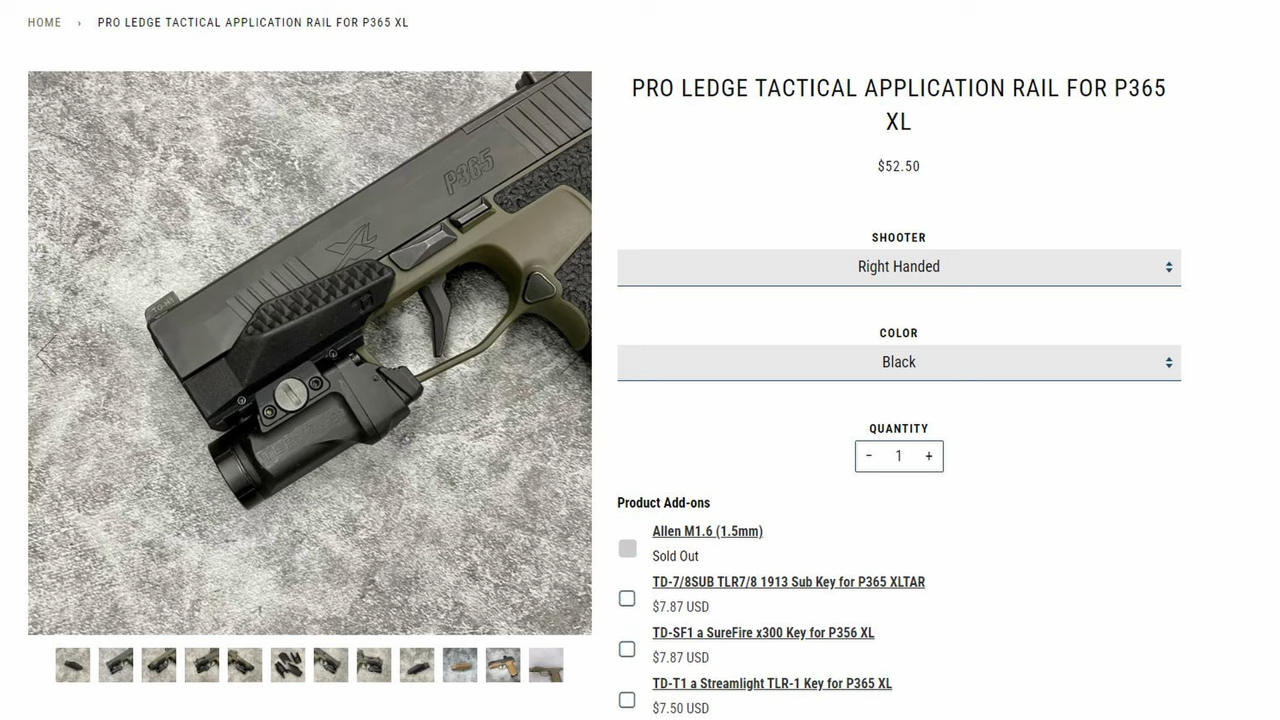 HOME › PRO LEDGE TACTICAL APPLICATION RAIL FOR P365 XL
P365
XL
PRO LEDGE TACTICAL APPLICATION RAIL FOR P365
XL
$52.50
SHOOTER
Right Handed
COLOR
Black
QUANTITY
− 1 +
Product Add-ons
Allen M1.6 (1.5mm)
Sold Out
TD-7/8SUB TLR7/8 1913 Sub Key for P365 XLTAR
$7.87 USD
TD-SF1 a SureFire x300 Key for P356 XL
$7.87 USD
TD-T1 a Streamlight TLR-1 Key for P365 XL
$7.50 USD